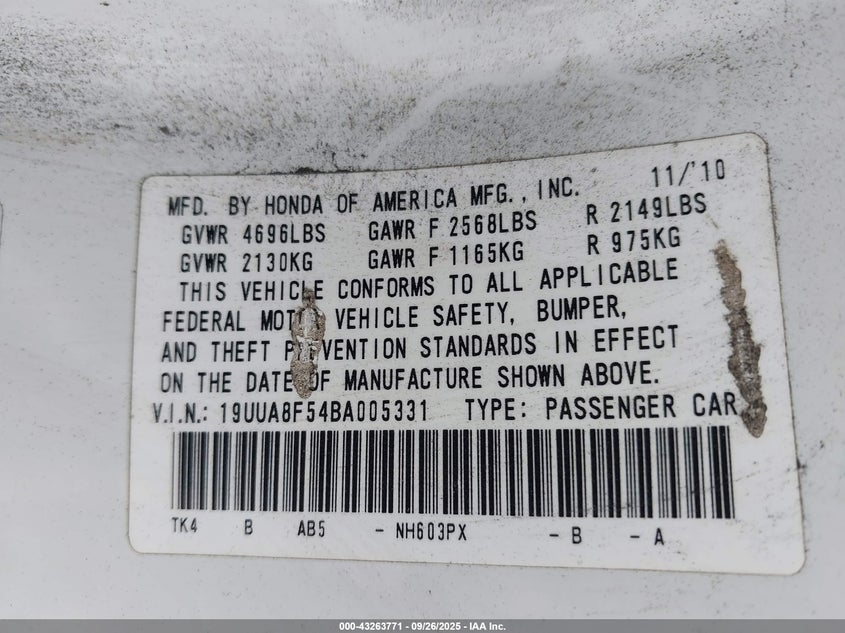 11/'10
MFD. BY HONDA OF AMERICA MFG., INC.
GVWR 4696LBS GAWR F 2568LBS R 2149LBS
GVWR 2130KG GAWR F 1165KG R 975KG
THIS VEHICLE CONFORMS TO ALL APPLICABLE
FEDERAL MOTOR VEHICLE SAFETY, BUMPER,
AND THEFT PREVENTION STANDARDS IN EFFECT
ON THE DATE OF MANUFACTURE SHOWN ABOVE.
V.I.N.: 19UUA8F54BA005331 TYPE: PASSENGER CAR
TK4 B AB5 - NH603PX - B - A
000-43263771 - 09/26/2025 - IAA Inc.